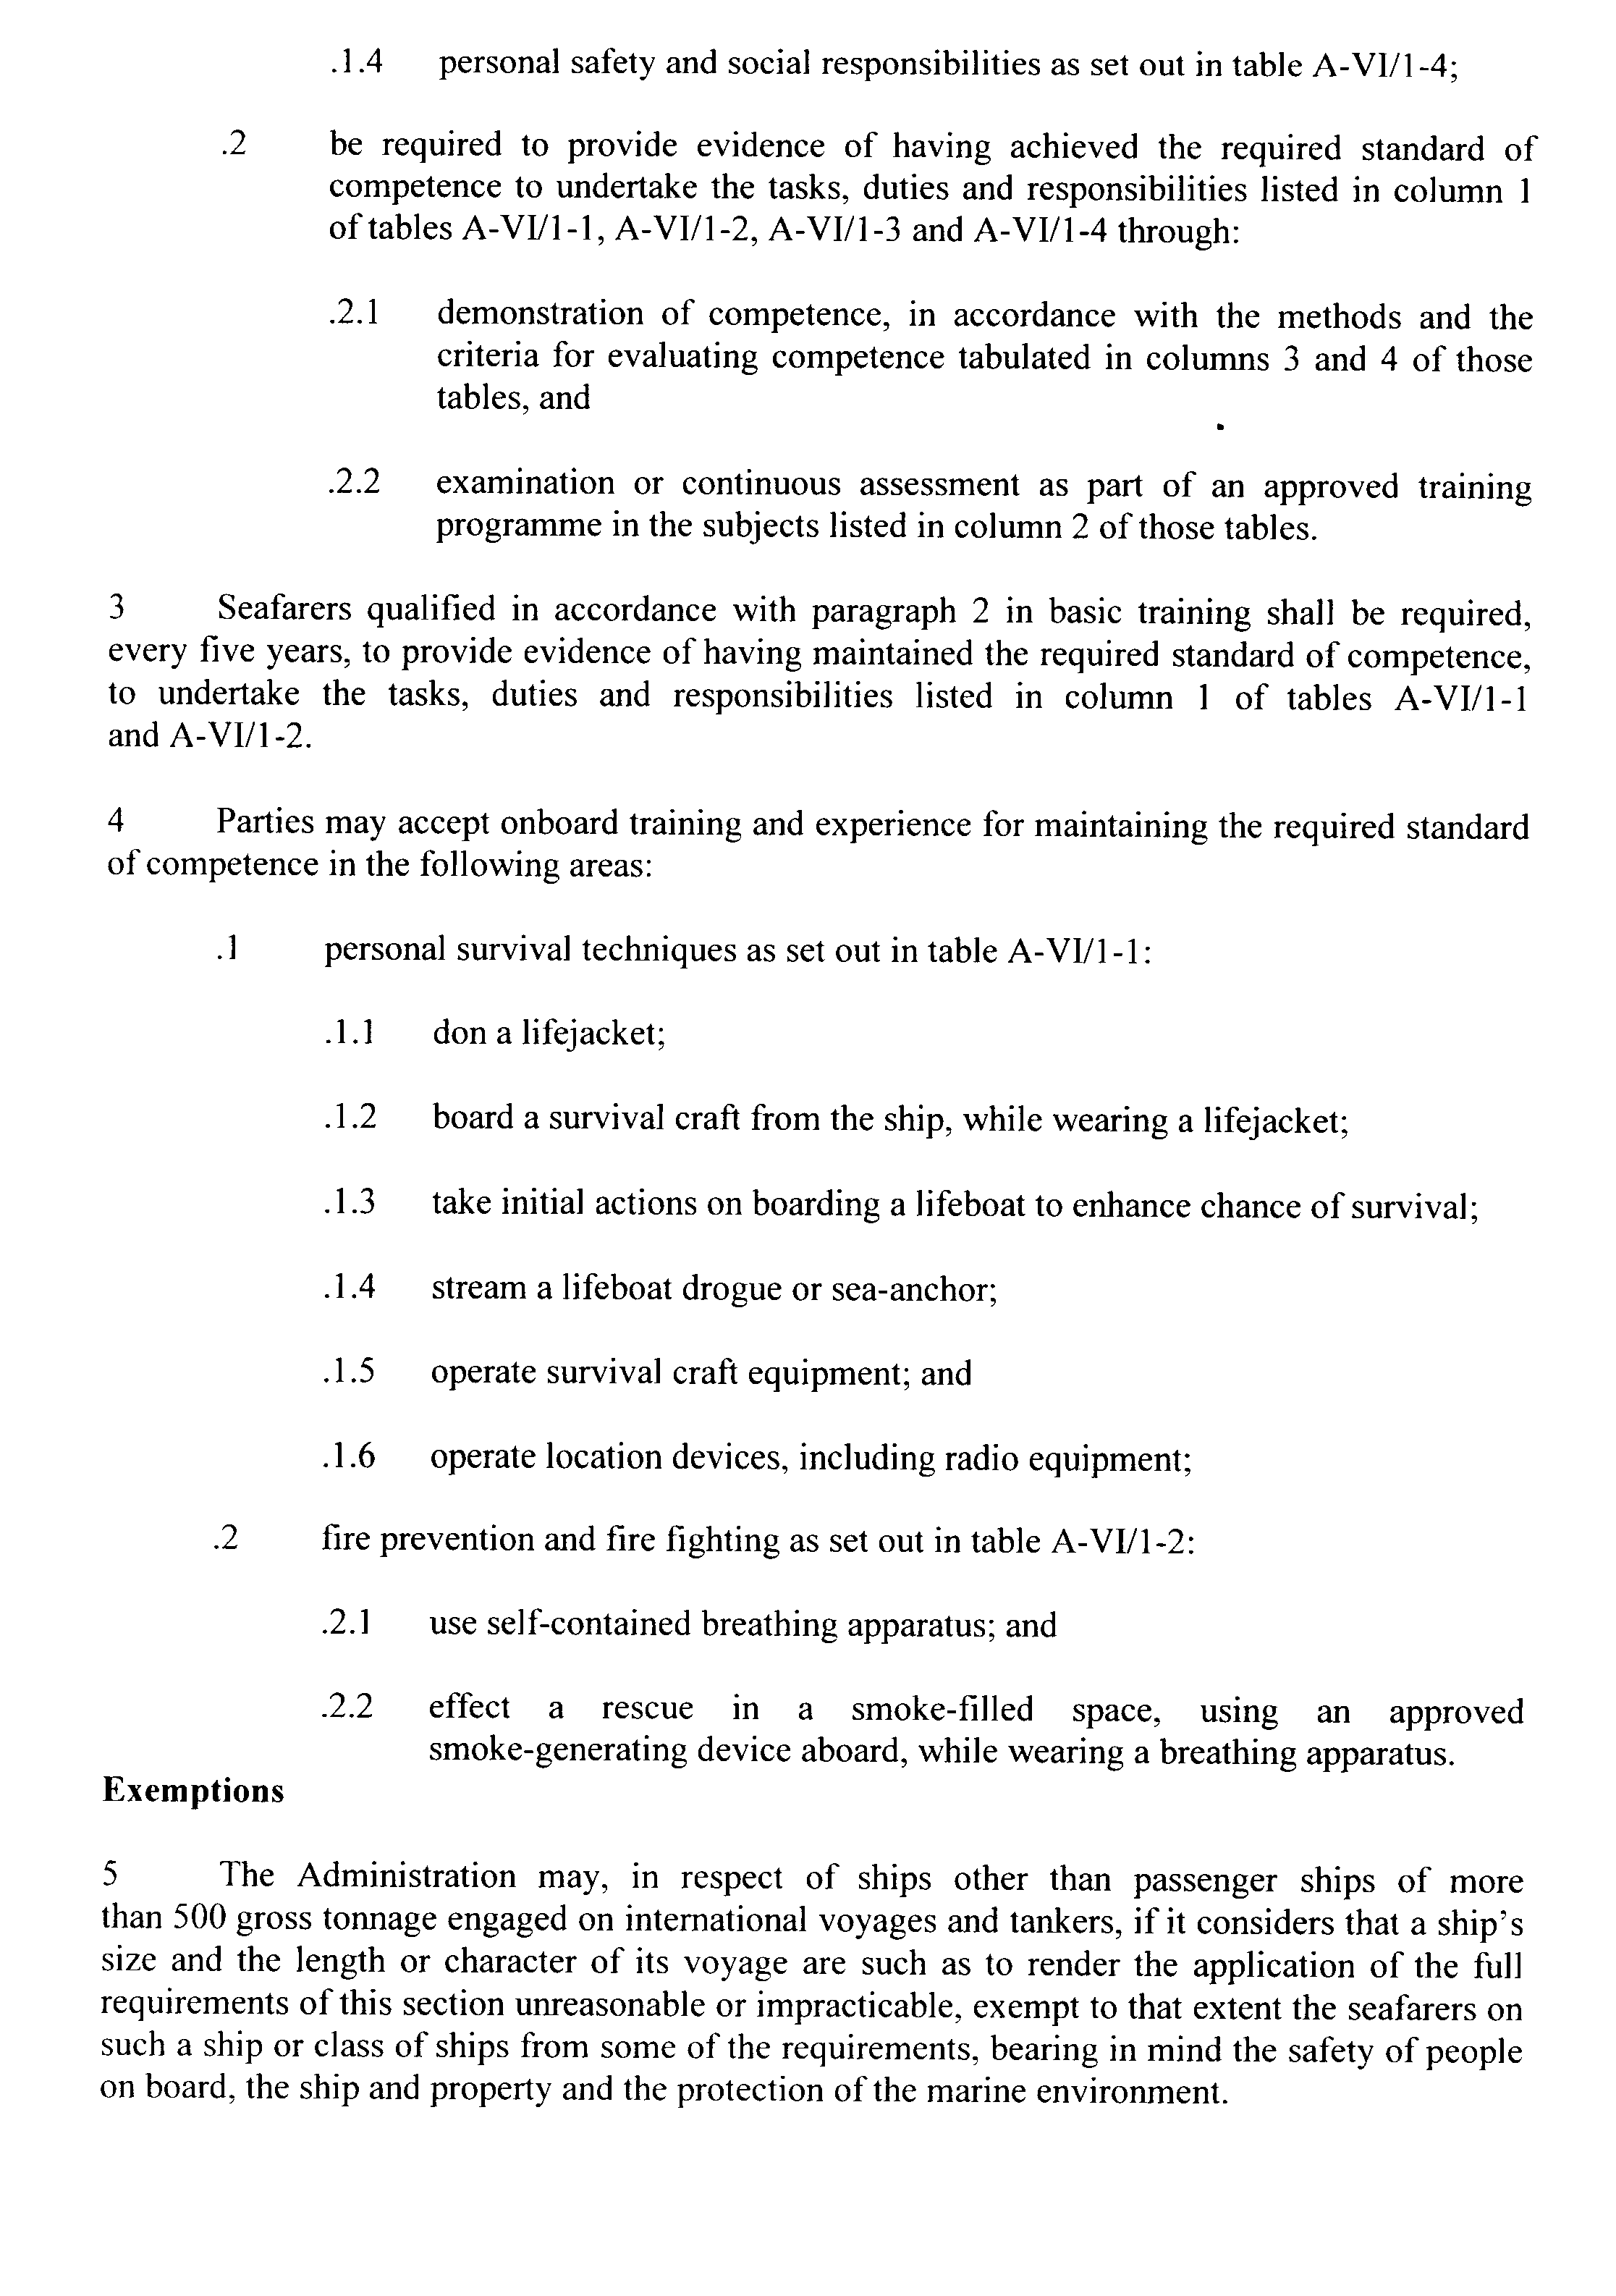 .1.4 personal safety and social responsibilities as set out in table A-VI/1-4;
.2 be required to provide evidence of having achieved the required standard of
competence to undertake the tasks, duties and responsibilities listed in column 1
of tables A-VI/1-1, A-VI/1-2, A-VI/1-3 and A-VI/1-4 through:
.2.1 demonstration of competence, in accordance with the methods and the
criteria for evaluating competence tabulated in columns 3 and 4 of those
tables, and
.2.2 examination or continuous assessment as part of an approved training
programme in the subjects listed in column 2 of those tables.
3 Seafarers qualified in accordance with paragraph 2 in basic training shall be required,
every five years, to provide evidence of having maintained the required standard of competence,
to undertake the tasks, duties and responsibilities listed in column 1 of tables A-VI/1-1
and A-VI/1-2.
4 Parties may accept onboard training and experience for maintaining the required standard
of competence in the following areas:
.1 personal survival techniques as set out in table A-VI/1-1:
.1.1 don a lifejacket;
.1.2 board a survival craft from the ship, while wearing a lifejacket;
.1.3 take initial actions on boarding a lifeboat to enhance chance of survival;
.1.4 stream a lifeboat drogue or sea-anchor;
.1.5 operate survival craft equipment; and
.1.6 operate location devices, including radio equipment;
.2 fire prevention and fire fighting as set out in table A-VI/1-2:
.2.1 use self-contained breathing apparatus; and
.2.2 effect a rescue in a smoke-filled space, using an approved
smoke-generating device aboard, while wearing a breathing apparatus.
Exemptions
5 The Administration may, in respect of ships other than passenger ships of more
than 500 gross tonnage engaged on international voyages and tankers, if it considers that a ship's
size and the length or character of its voyage are such as to render the application of the full
requirements of this section unreasonable or impracticable, exempt to that extent the seafarers on
such a ship or class of ships from some of the requirements, bearing in mind the safety of people
on board, the ship and property and the protection of the marine environment.